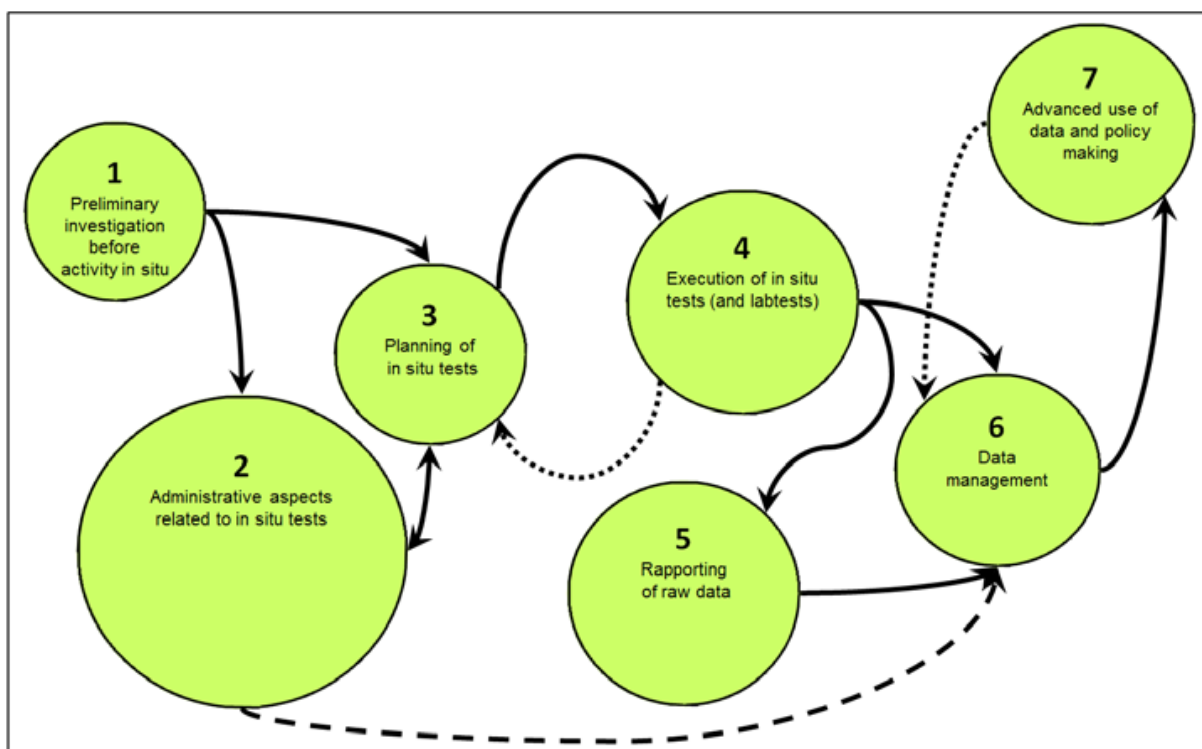 1
Preliminary
investigation
before
activity in situ
2
Administrative aspects
related to in situ tests
3
Planning of
in situ tests
4
Execution of in situ
tests (and labtests)
5
Rapporting
of raw data
6
Data
management
7
Advanced use of
data and policy
making